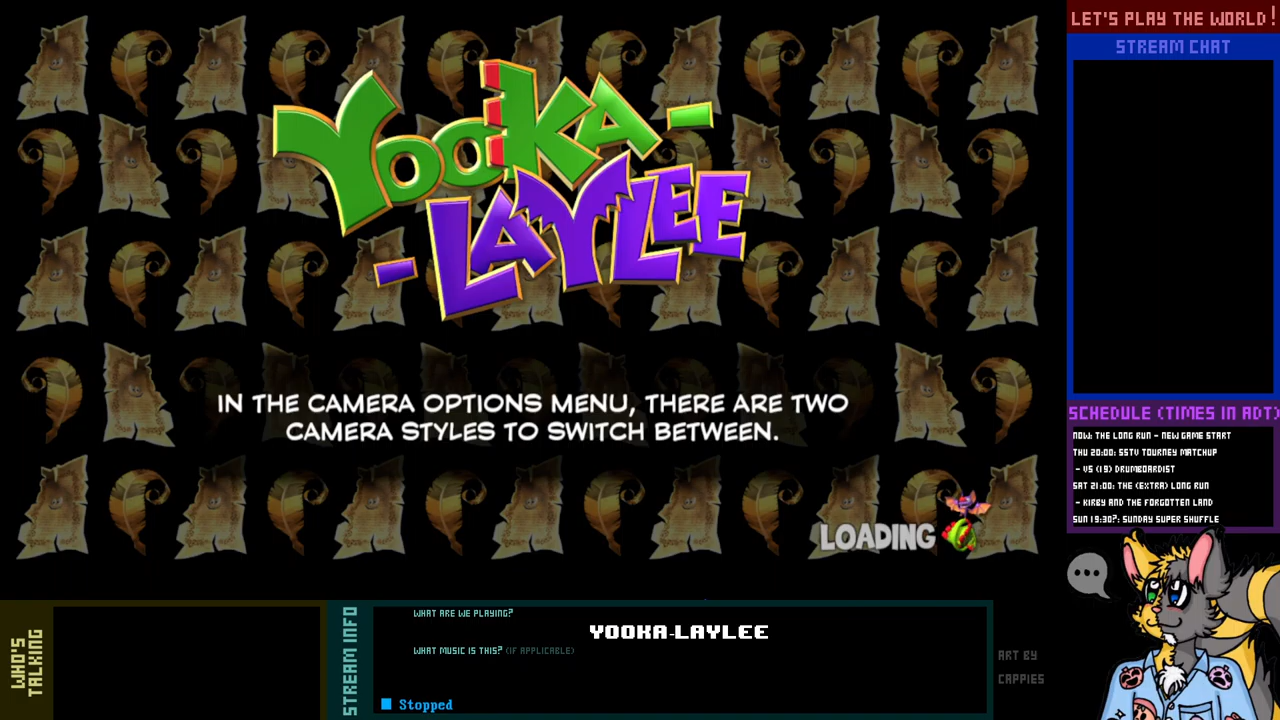 YOOKA-
-LAYLEE
IN THE CAMERA OPTIONS MENU, THERE ARE TWO
CAMERA STYLES TO SWITCH BETWEEN.
LOADING
LET'S PLAY THE WORLD!
STREAM CHAT
SCHEDULE (TIMES IN ADT)
NOW: THE LONG RUN - NEW GAME START
THU 20:00: SSTV TOURNEY MATCHUP
- VS (19) DRUMBOARDIST
SAT 21:00: THE (EXTRA) LONG RUN
- KIRBY AND THE FORGOTTEN LAND
SUN 19:30?: SUNDAY SUPER SHUFFLE
WHO'S
TALKING
STREAM INFO
WHAT ARE WE PLAYING?
YOOKA-LAYLEE
WHAT MUSIC IS THIS? (IF APPLICABLE)
Stopped
ART BY
CAPPIES